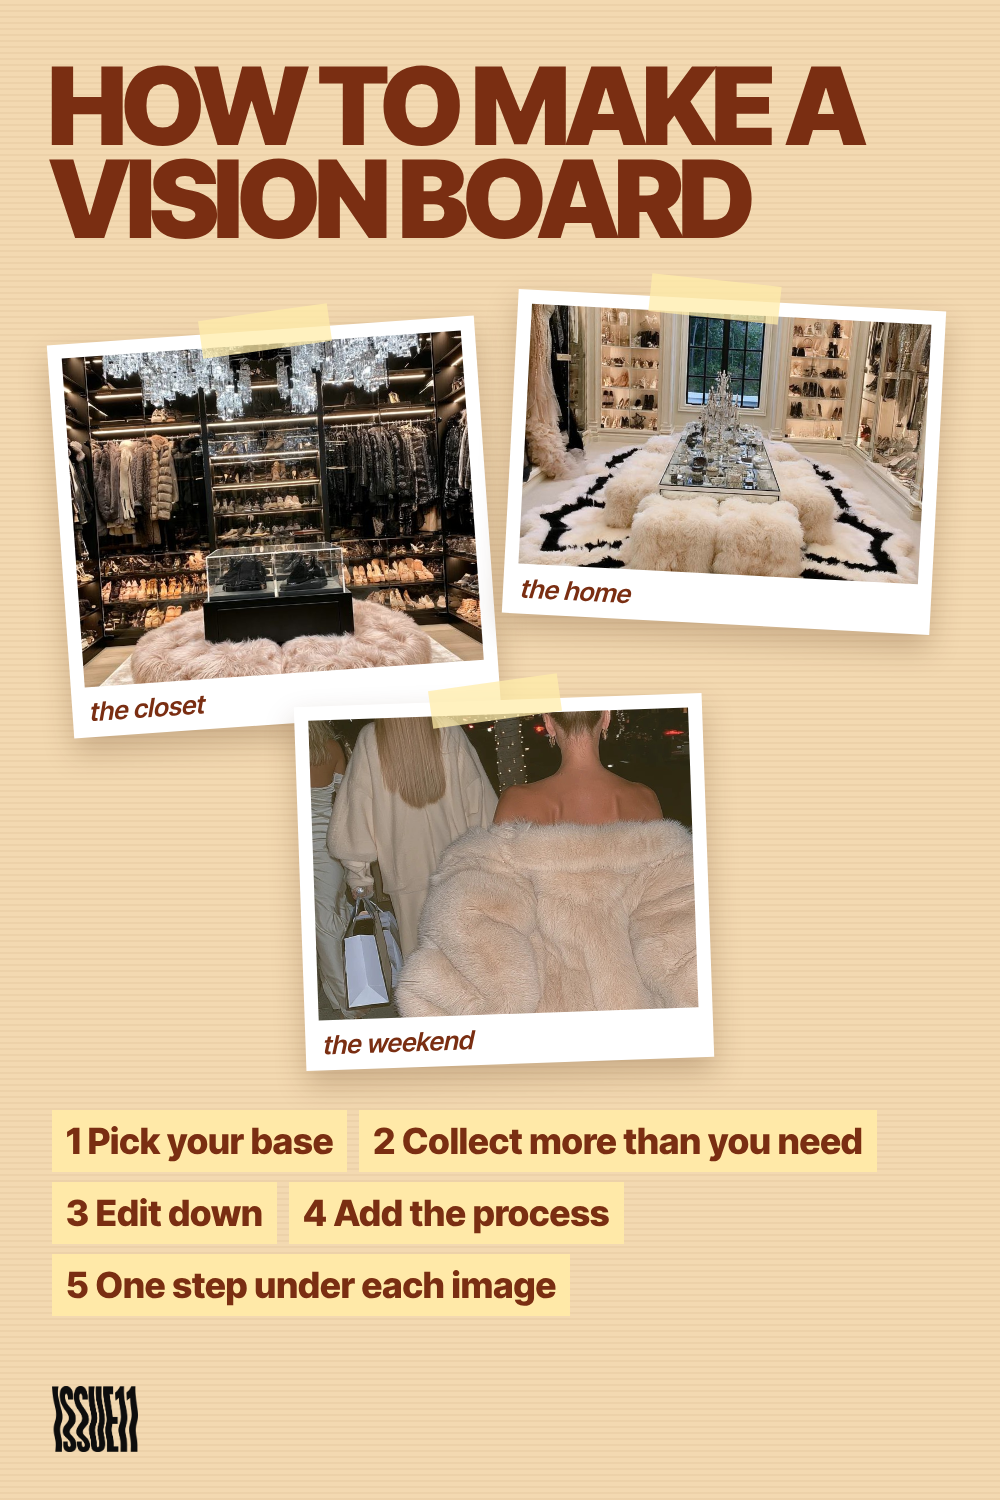 HOW TO MAKE A
VISION BOARD
the closet
the home
the weekend
1 Pick your base
2 Collect more than you need
3 Edit down
4 Add the process
5 One step under each image
ISSUE11